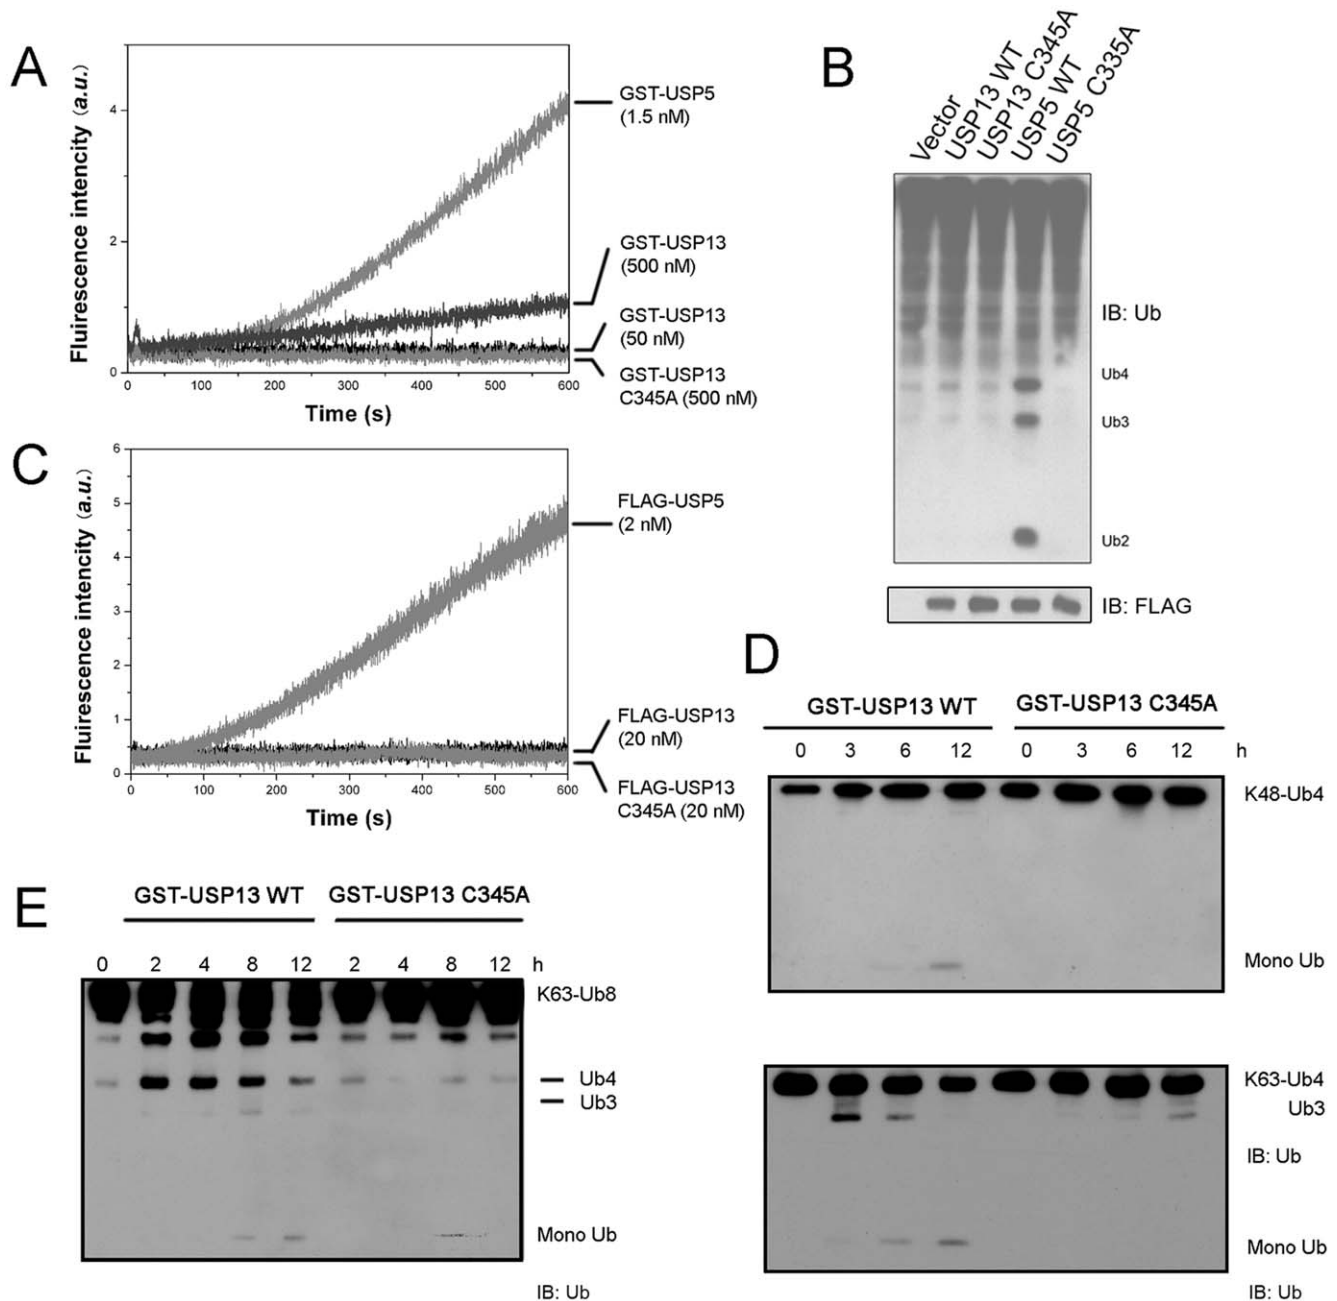 A
Fluirescence intencity (a.u.)
4
2
1
0
0 100 200 300 400 500 600
Time (s)
GST-USP5
(1.5 nM)
GST-USP13
(500 nM)
GST-USP13
(50 nM)
GST-USP13
C345A (500 nM)
B
Vector
USP13 WT
USP13 C345A
USP5 WT
USP5 C335A
IB: Ub
Ub4
Ub3
Ub2
IB: FLAG
C
Fluirescence intencity (a.u.)
6
5
4
3
2
1
0
0 100 200 300 400 500 600
Time (s)
FLAG-USP5
(2 nM)
FLAG-USP13
(20 nM)
FLAG-USP13
C345A (20 nM)
D
GST-USP13 WT GST-USP13 C345A
0 3 6 12 0 3 6 12 h
K48-Ub4
Mono Ub
K63-Ub4
Ub3
IB: Ub
Mono Ub
IB: Ub
E
GST-USP13 WT GST-USP13 C345A
0 2 4 8 12 2 4 8 12 h
K63-Ub8
Ub4
Ub3
Mono Ub
IB: Ub